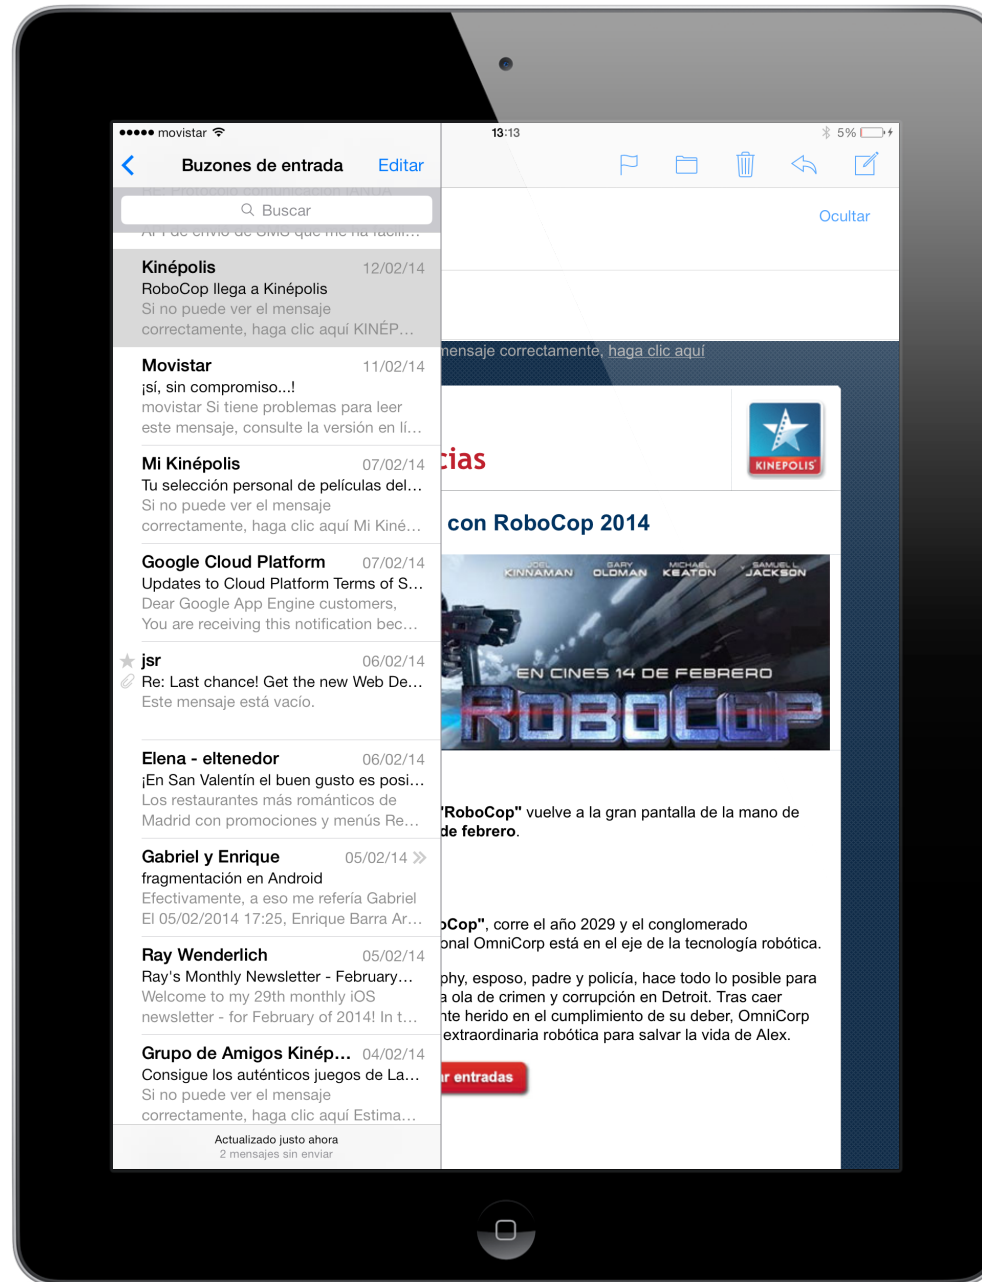 movistar
13:13
5%
Buzones de entrada
Editar
RE: Protocolo comunicación
Buscar
API de envío de SMS que me ha facili…
Ocultar
Kinépolis
12/02/14
RoboCop llega a Kinépolis
Si no puede ver el mensaje
correctamente, haga clic aquí KINÉP…
Movistar
11/02/14
¡sí, sin compromiso...!
movistar Si tiene problemas para leer
este mensaje, consulte la versión en lí…
Mi Kinépolis
07/02/14
Tu selección personal de películas del…
Si no puede ver el mensaje
correctamente, haga clic aquí Mi Kiné…
Google Cloud Platform
07/02/14
Updates to Cloud Platform Terms of S…
Dear Google App Engine customers,
You are receiving this notification bec…
jsr
06/02/14
Re: Last chance! Get the new Web De…
Este mensaje está vacío.
Elena - eltenedor
06/02/14
¡En San Valentín el buen gusto es posi…
Los restaurantes más románticos de
Madrid con promociones y menús Re…
Gabriel y Enrique
05/02/14
fragmentación en Android
Efectivamente, a eso me refería Gabriel
El 05/02/2014 17:25, Enrique Barra Ar…
Ray Wenderlich
05/02/14
Ray's Monthly Newsletter - February…
Welcome to my 29th monthly iOS
newsletter - for February of 2014! In t…
Grupo de Amigos Kinép…
04/02/14
Consigue los auténticos juegos de La…
Si no puede ver el mensaje
correctamente, haga clic aquí Estima…
Actualizado justo ahora
2 mensajes sin enviar
mensaje correctamente, haga clic aquí
cias
KINEPOLIS
con RoboCop 2014
JOEL KINNAMAN
GARY OLDMAN
MICHAEL KEATON
SAMUEL L. JACKSON
EN CINES 14 DE FEBRERO
ROBOCOP
"RoboCop" vuelve a la gran pantalla de la mano de
de febrero.
oCop", corre el año 2029 y el conglomerado
onal OmniCorp está en el eje de la tecnología robótica.
phy, esposo, padre y policía, hace todo lo posible para
a ola de crimen y corrupción en Detroit. Tras caer
nte herido en el cumplimiento de su deber, OmniCorp
extraordinaria robótica para salvar la vida de Alex.
ar entradas